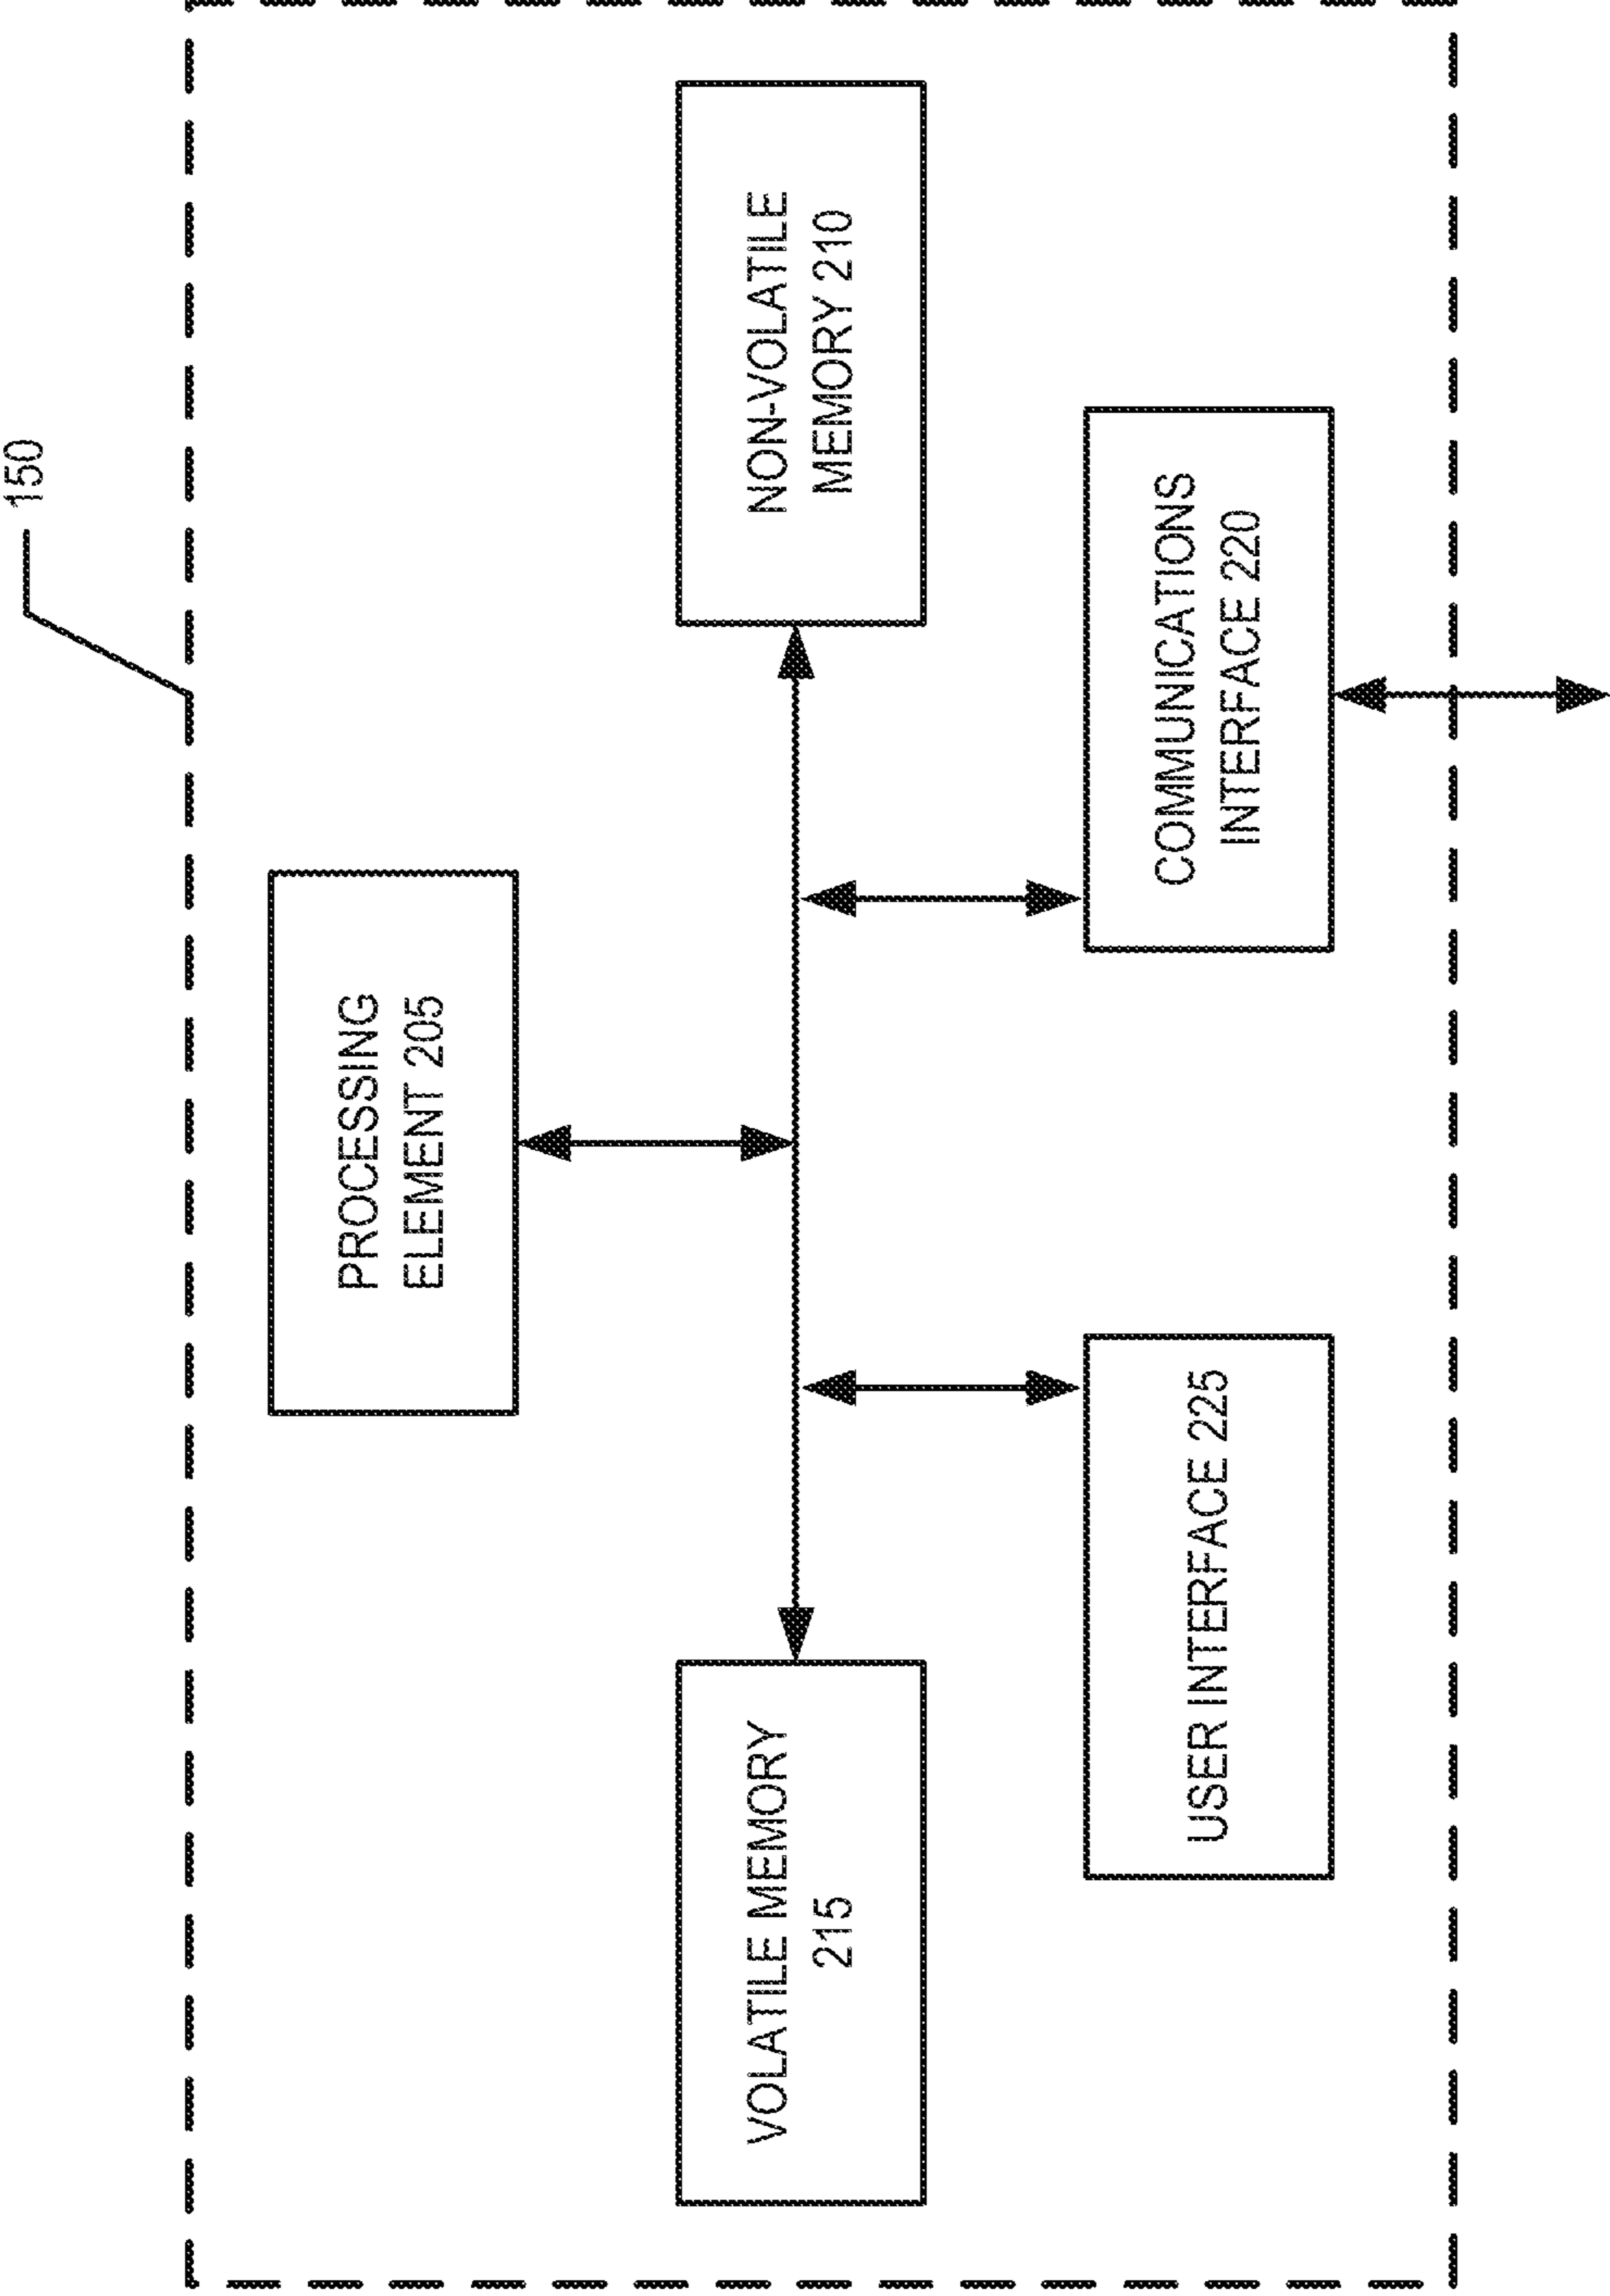 150
PROCESSING
ELEMENT 205
VOLATILE MEMORY
215
NON-VOLATILE
MEMORY 210
USER INTERFACE 225
COMMUNICATIONS
INTERFACE 220